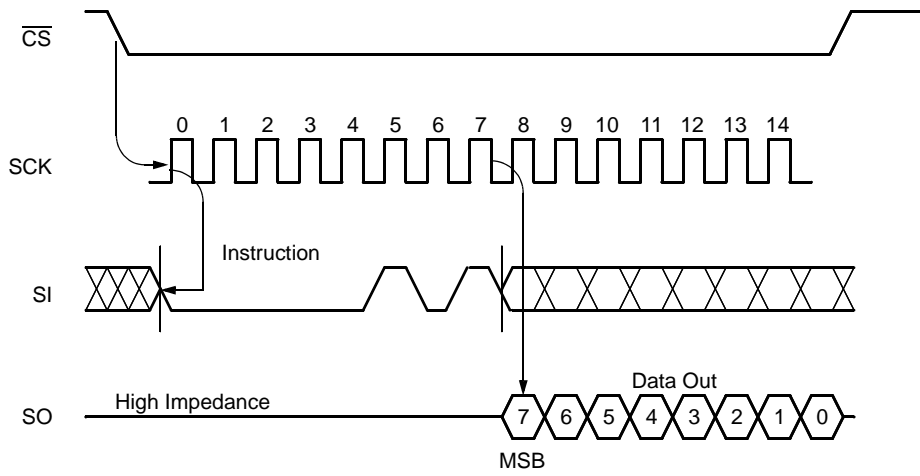 CS
0 1 2 3 4 5 6 7 8 9 10 11 12 13 14
SCK
Instruction
SI
Data Out
High Impedance
SO
7 6 5 4 3 2 1 0
MSB